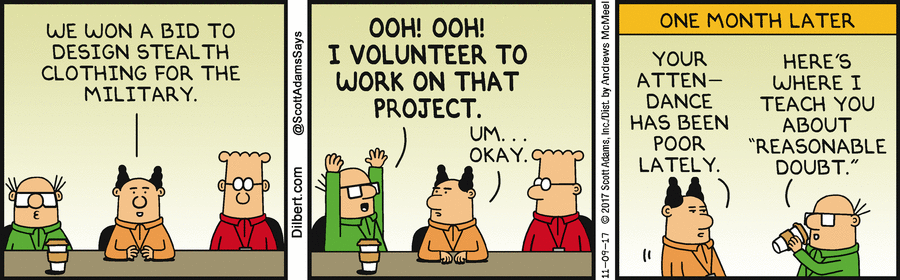 WE WON A BID TO
DESIGN STEALTH
CLOTHING FOR THE
MILITARY.
Dilbert.com @ScottAdamsSays
OOH! OOH!
I VOLUNTEER TO
WORK ON THAT
PROJECT.
UM...
OKAY.
11-09-17 © 2017 Scott Adams, Inc./Dist. by Andrews McMeel
ONE MONTH LATER
YOUR
ATTEN-
DANCE
HAS BEEN
POOR
LATELY.
HERE'S
WHERE I
TEACH YOU
ABOUT
"REASONABLE
DOUBT."